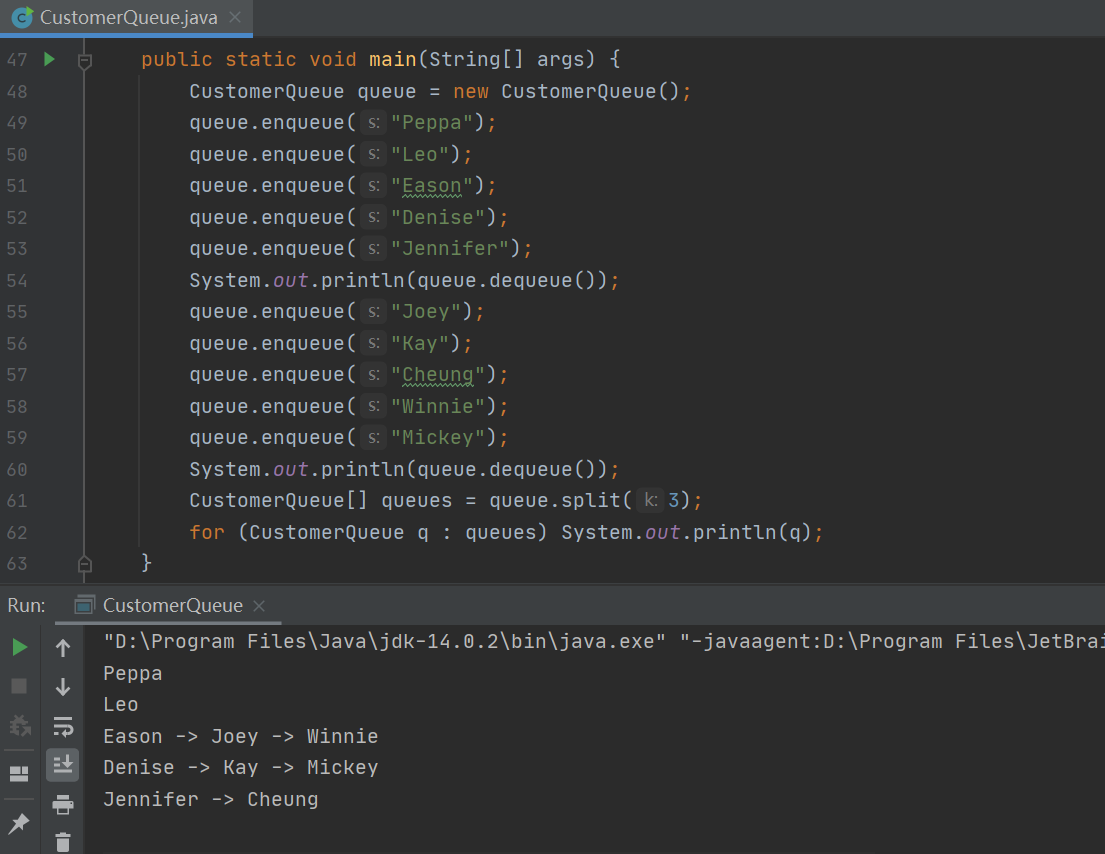 CustomerQueue.java
47 public static void main(String[] args) {
48 CustomerQueue queue = new CustomerQueue();
49 queue.enqueue( s: "Peppa");
50 queue.enqueue( s: "Leo");
51 queue.enqueue( s: "Eason");
52 queue.enqueue( s: "Denise");
53 queue.enqueue( s: "Jennifer");
54 System.out.println(queue.dequeue());
55 queue.enqueue( s: "Joey");
56 queue.enqueue( s: "Kay");
57 queue.enqueue( s: "Cheung");
58 queue.enqueue( s: "Winnie");
59 queue.enqueue( s: "Mickey");
60 System.out.println(queue.dequeue());
61 CustomerQueue[] queues = queue.split( k: 3);
62 for (CustomerQueue q : queues) System.out.println(q);
63 }
Run: CustomerQueue
"D:\Program Files\Java\jdk-14.0.2\bin\java.exe" "-javaagent:D:\Program Files\JetBrai
Peppa
Leo
Eason -> Joey -> Winnie
Denise -> Kay -> Mickey
Jennifer -> Cheung